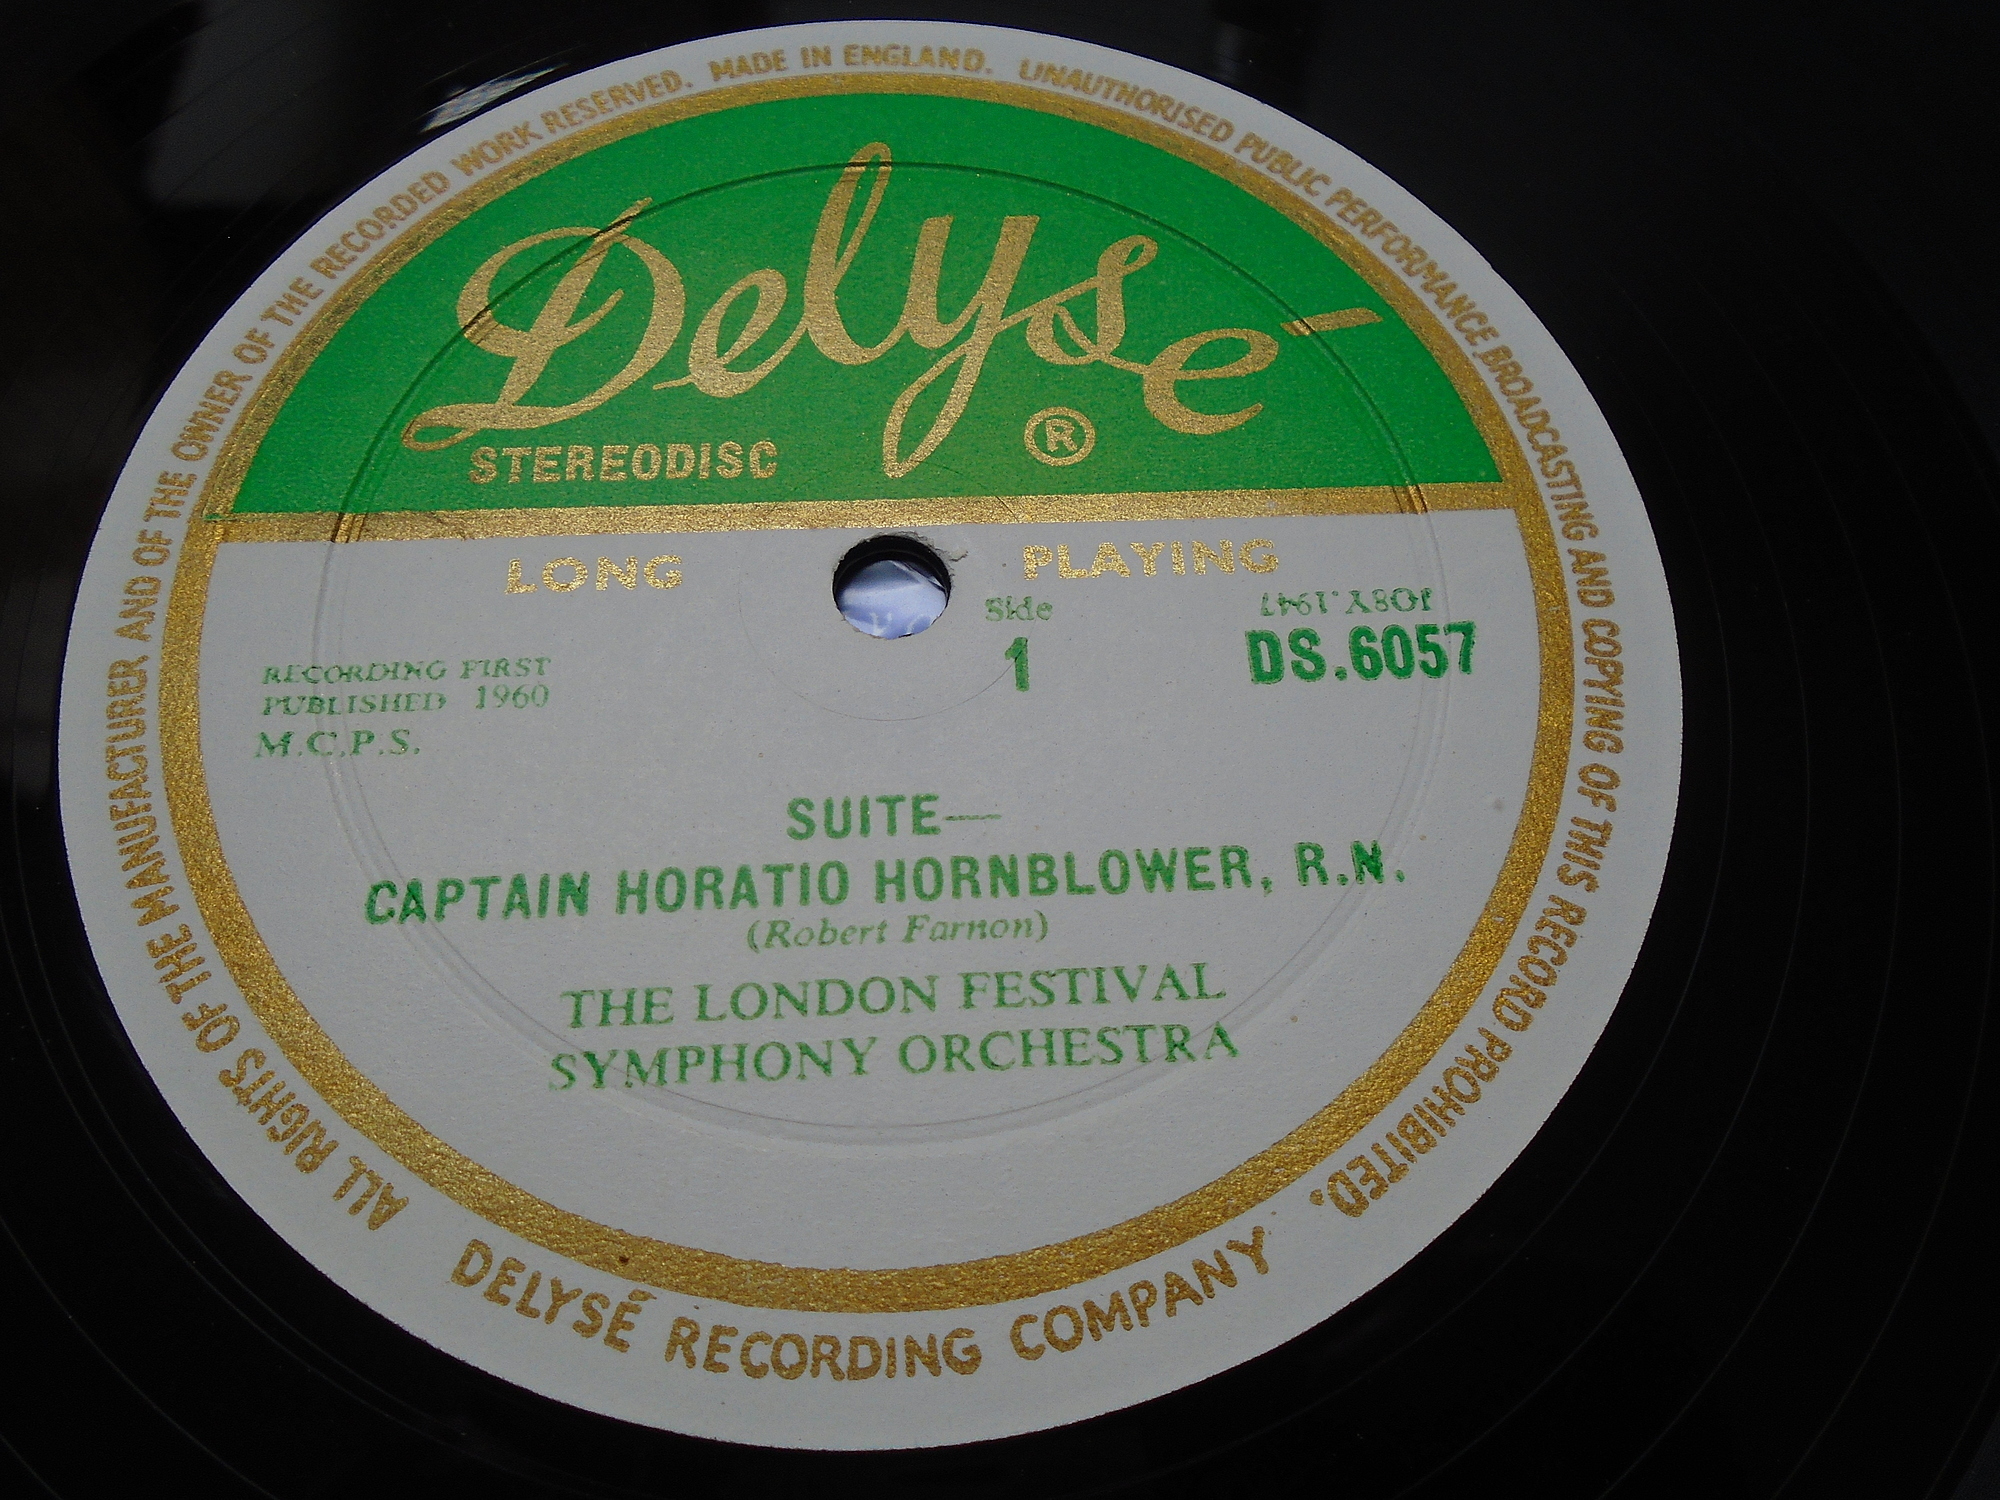 ALL RIGHTS OF THE MANUFACTURER AND OF THE OWNER OF THE RECORDED WORK RESERVED. MADE IN ENGLAND. UNAUTHORISED PUBLIC PERFORMANCE BROADCASTING AND COPYING OF THIS RECORD PROHIBITED.
Delysé
STEREODISC ®
LONG PLAYING
Side
1
JO8Y.1947
DS.6057
RECORDING FIRST
PUBLISHED 1960
M.C.P.S.
SUITE—
CAPTAIN HORATIO HORNBLOWER, R.N.
(Robert Farnon)
THE LONDON FESTIVAL
SYMPHONY ORCHESTRA
DELYSÉ RECORDING COMPANY